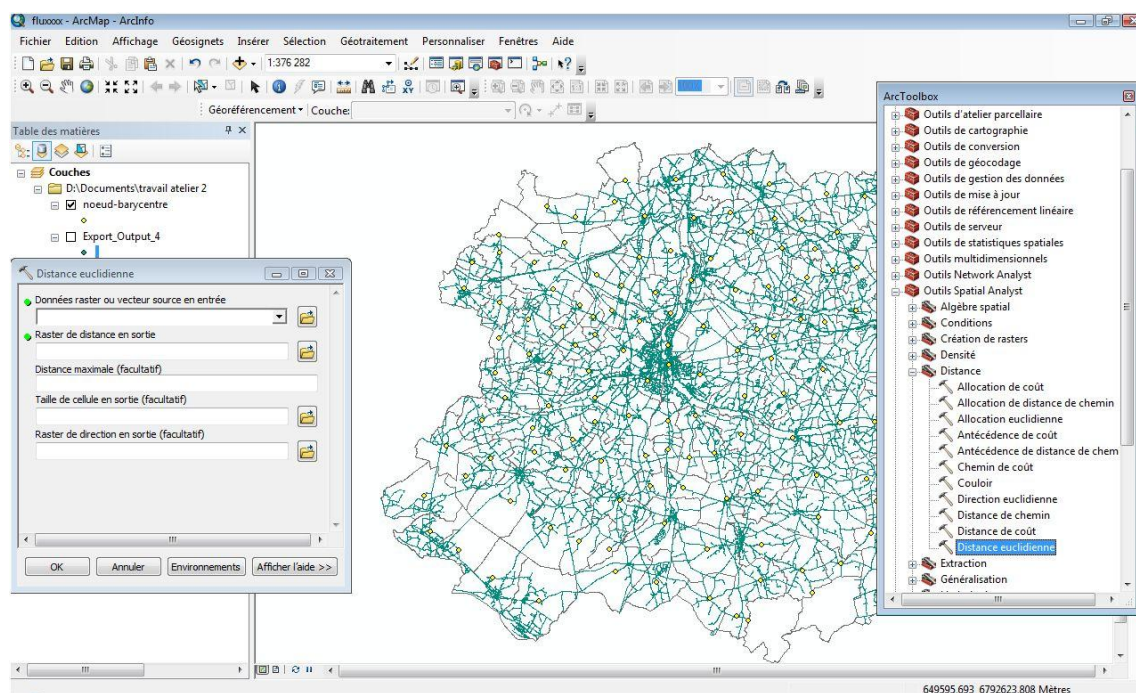 fluxxxx - ArcMap - ArcInfo
Fichier Edition Affichage Géosignets Insérer Sélection Géotraitement Personnaliser Fenêtres Aide
1:376 282
Géoréférencement Couche:
Table des matières
Couches
D:\Documents\travail atelier 2
noeud-barycentre
Export_Output_4
Distance euclidienne
Données raster ou vecteur source en entrée
Raster de distance en sortie
Distance maximale (facultatif)
Taille de cellule en sortie (facultatif)
Raster de direction en sortie (facultatif)
OK Annuler Environnements Afficher l'aide >>
ArcToolbox
Outils d'atelier parcellaire
Outils de cartographie
Outils de conversion
Outils de géocodage
Outils de gestion des données
Outils de mise à jour
Outils de référencement linéaire
Outils de serveur
Outils de statistiques spatiales
Outils multidimensionnels
Outils Network Analyst
Outils Spatial Analyst
Algèbre spatial
Conditions
Création de rasters
Densité
Distance
Allocation de coût
Allocation de distance de chemin
Allocation euclidienne
Antécédence de coût
Antécédence de distance de chem
Chemin de coût
Couloir
Direction euclidienne
Distance de chemin
Distance de coût
Distance euclidienne
Extraction
Généralisation
649595,693 6792623,808 Mètres